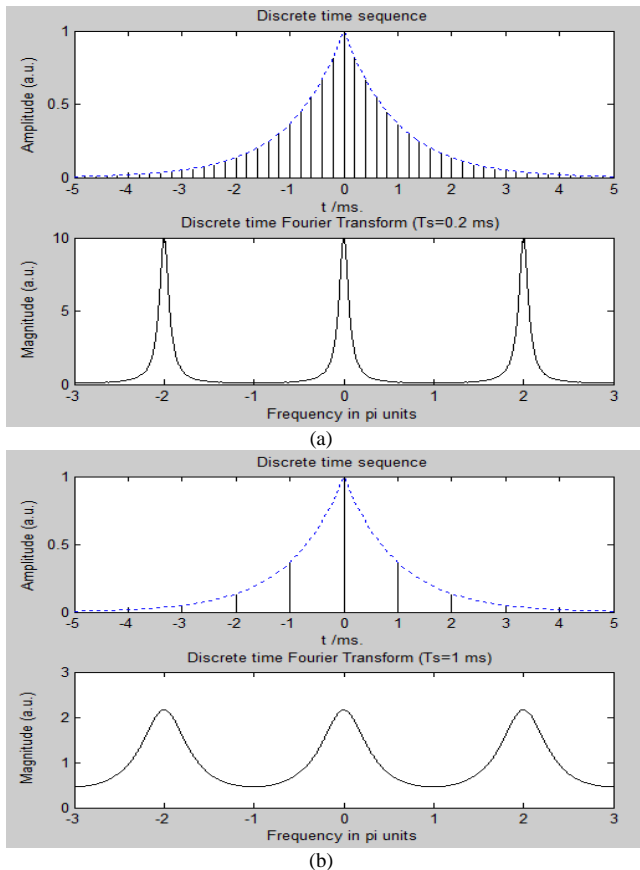 Discrete time sequence
Amplitude (a.u.)
1
0.5
0
-5 -4 -3 -2 -1 0 1 2 3 4 5
t /ms.
Discrete time Fourier Transform (Ts=0.2 ms)
Magnitude (a.u.)
10
5
0
-3 -2 -1 0 1 2 3
Frequency in pi units
(a)
Discrete time sequence
Amplitude (a.u.)
1
0.5
0
-5 -4 -3 -2 -1 0 1 2 3 4 5
t /ms.
Discrete time Fourier Transform (Ts=1 ms)
Magnitude (a.u.)
3
2
1
0
-3 -2 -1 0 1 2 3
Frequency in pi units
(b)